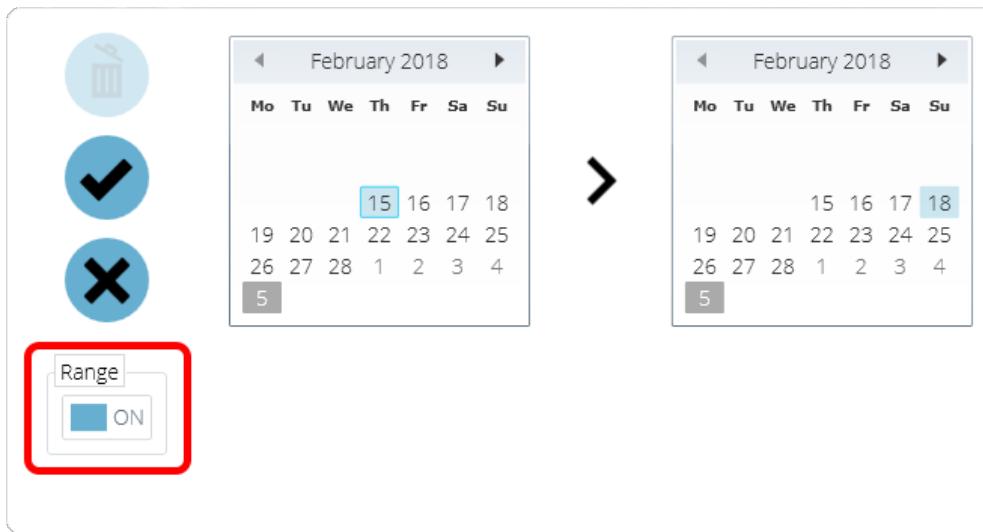 February 2018
Mo Tu We Th Fr Sa Su
15 16 17 18
19 20 21 22 23 24 25
26 27 28 1 2 3 4
5
February 2018
Mo Tu We Th Fr Sa Su
15 16 17 18
19 20 21 22 23 24 25
26 27 28 1 2 3 4
5
Range
ON